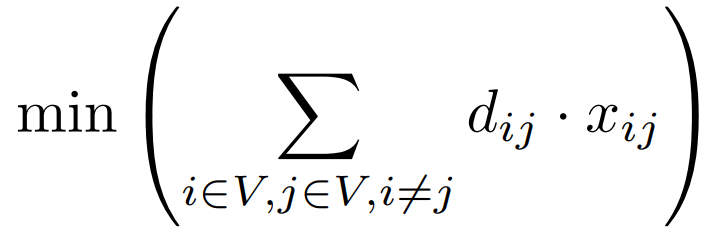 min ( ∑_{i∈V,j∈V,i≠j} d_{ij} · x_{ij} )